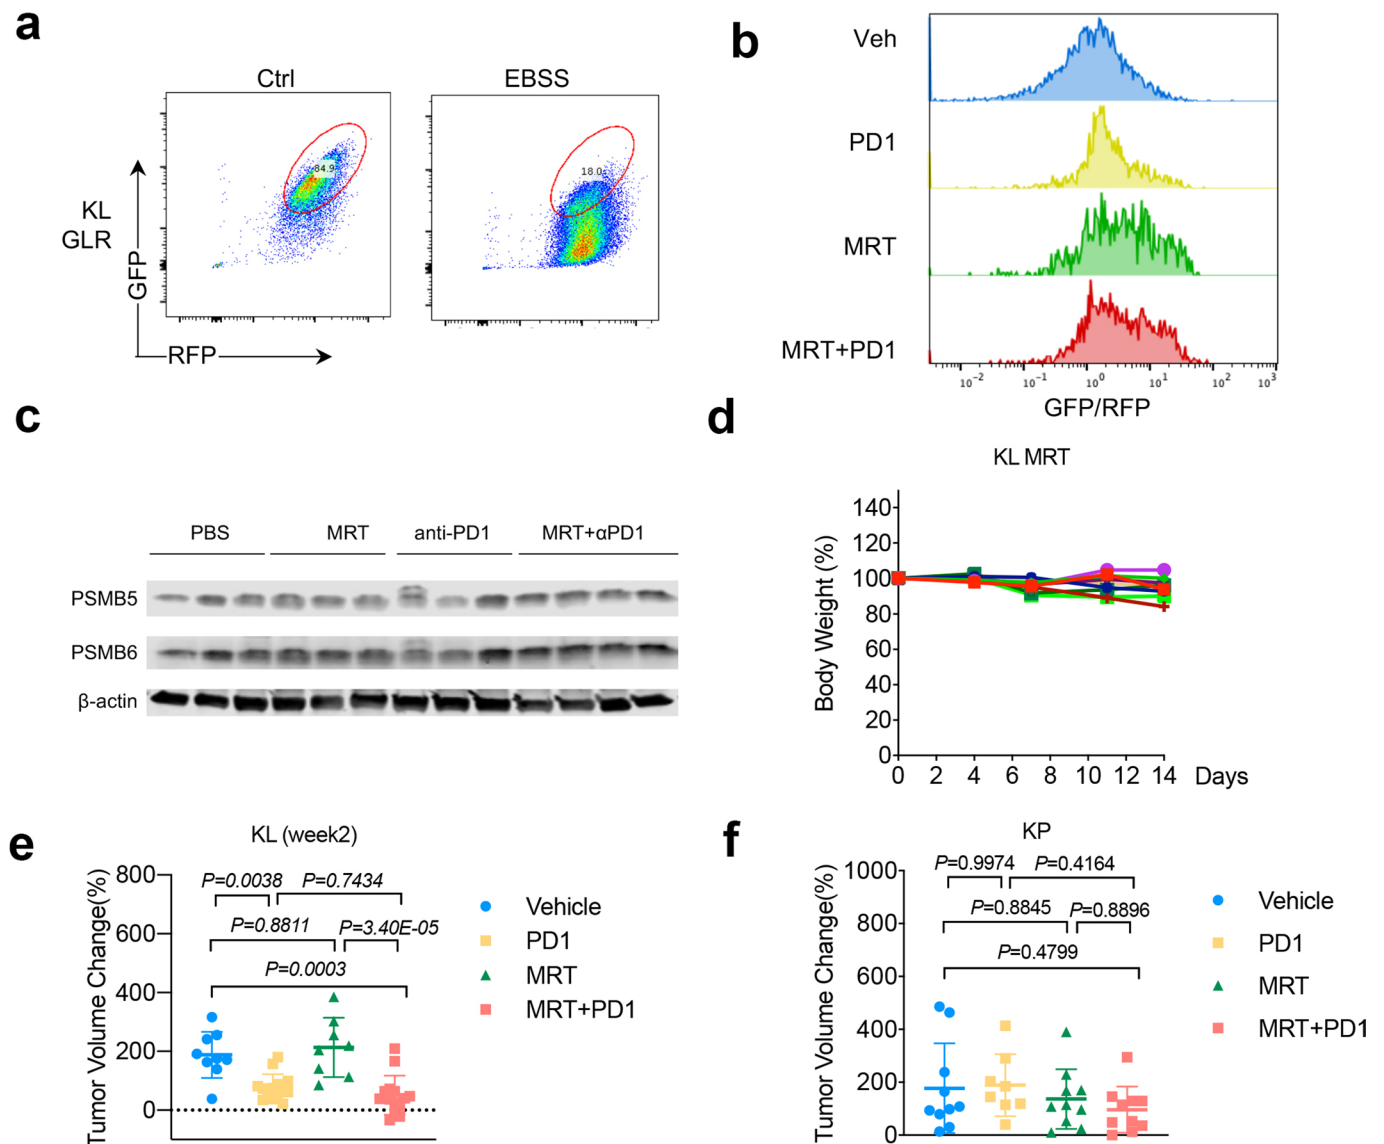 a
Ctrl
EBSS
84.9
18.0
KL
GLR
GFP
RFP
b
Veh
PD1
MRT
MRT+PD1
10⁻² 10⁻¹ 10⁰ 10¹ 10² 10³
GFP/RFP
c
PBS MRT anti-PD1 MRT+αPD1
PSMB5
PSMB6
β-actin
d
KL MRT
Body Weight (%)
140
120
100
80
60
40
20
0
0 2 4 6 8 10 12 14 Days
e
KL (week2)
Tumor Volume Change(%)
800
600
400
200
0
P=0.0038 P=0.7434
P=0.8811 P=3.40E-05
P=0.0003
Vehicle
PD1
MRT
MRT+PD1
f
KP
Tumor Volume Change(%)
1000
800
600
400
200
0
P=0.9974 P=0.4164
P=0.8845 P=0.8896
P=0.4799
Vehicle
PD1
MRT
MRT+PD1